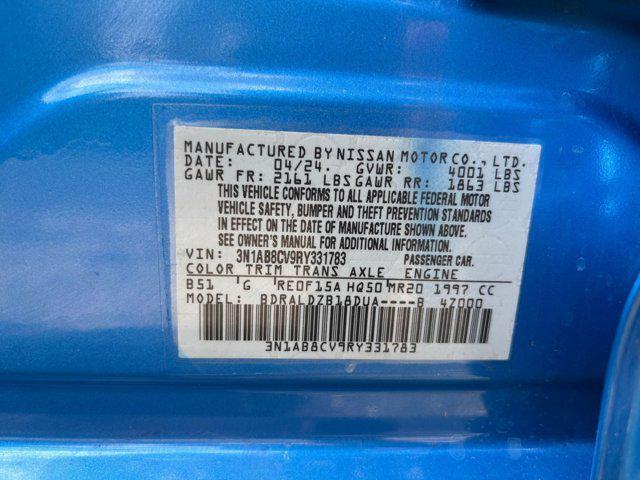 MANUFACTURED BY NISSAN MOTOR CO., LTD.
DATE: 04/24. GVWR: 4001 LBS
GAWR FR: 2161 LBS GAWR RR: 1863 LBS
THIS VEHICLE CONFORMS TO ALL APPLICABLE FEDERAL MOTOR
VEHICLE SAFETY, BUMPER AND THEFT PREVENTION STANDARDS
IN EFFECT ON THE DATE OF MANUFACTURE SHOWN ABOVE.
SEE OWNER'S MANUAL FOR ADDITIONAL INFORMATION.
VIN: 3N1AB8CV9RY331783 PASSENGER CAR.
COLOR TRIM TRANS AXLE ENGINE
B51 G RE0F15A HQ50 MR20 1997 CC
MODEL: BDRALDZB18DUA----B 4Z000
3N1AB8CV9RY331783